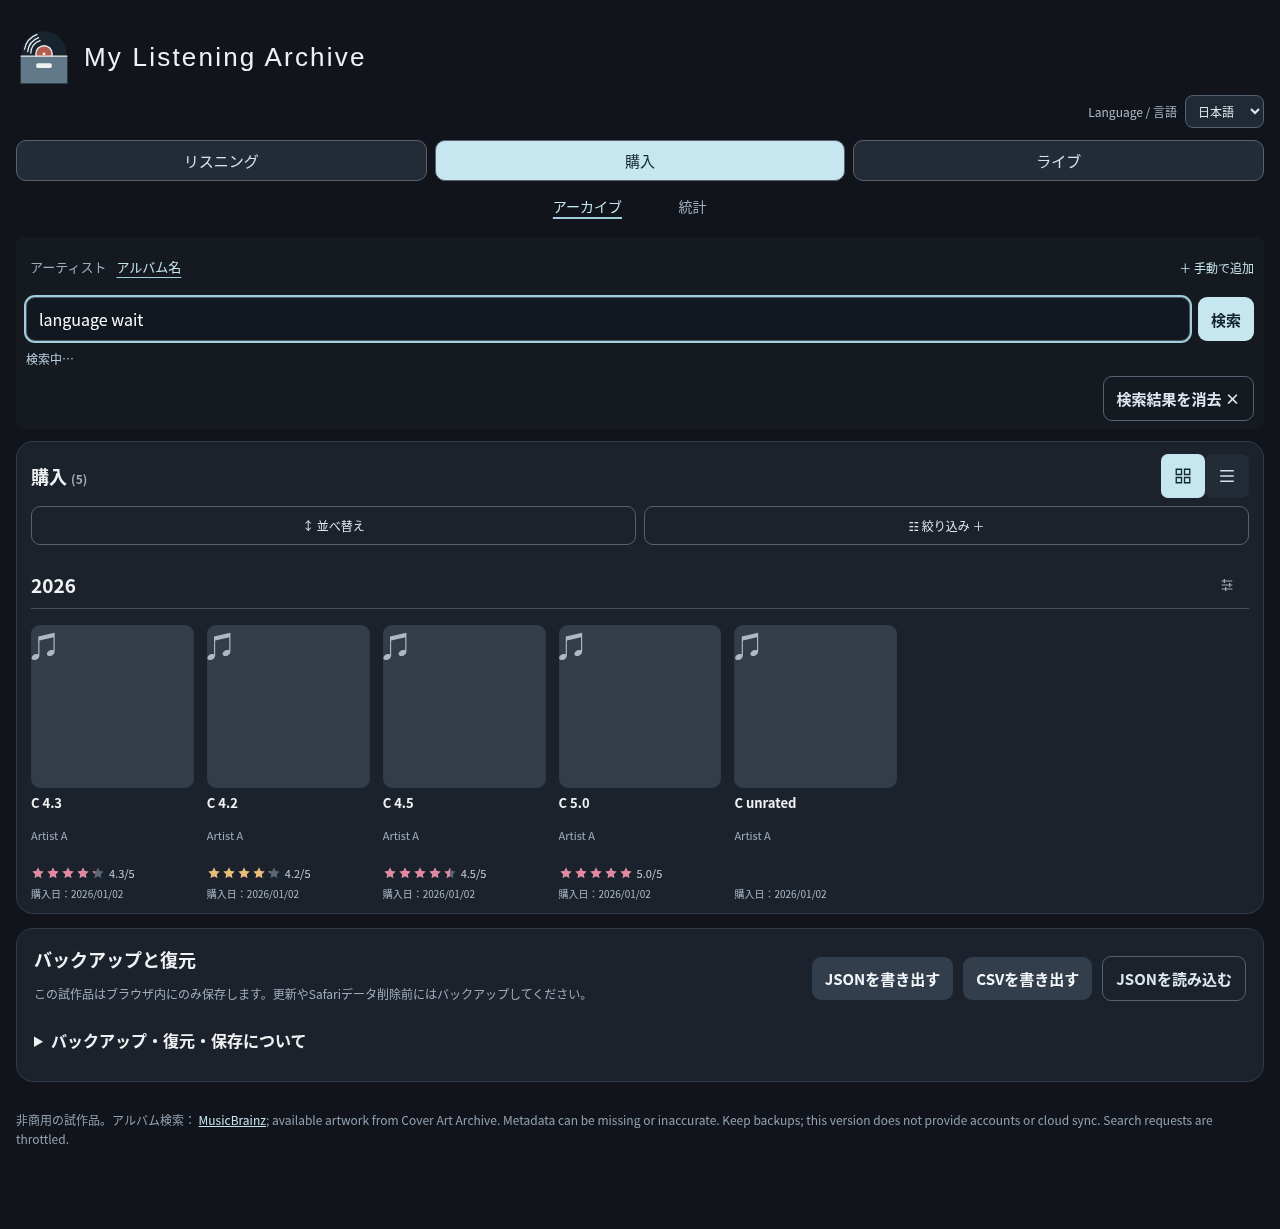 My Listening Archive
Language / 言語 日本語
リスニング 購入 ライブ
アーカイブ 統計
アーティスト アルバム名 ＋ 手動で追加
language wait 検索
検索中…
検索結果を消去 ×
購入 (5)
↕ 並べ替え ☷ 絞り込み ＋
2026
C 4.3 C 4.2 C 4.5 C 5.0 C unrated
Artist A Artist A Artist A Artist A Artist A
★★★★★ 4.3/5 ★★★★★ 4.2/5 ★★★★★ 4.5/5 ★★★★★ 5.0/5
購入日：2026/01/02 購入日：2026/01/02 購入日：2026/01/02 購入日：2026/01/02 購入日：2026/01/02
バックアップと復元
この試作品はブラウザ内にのみ保存します。更新やSafariデータ削除前にはバックアップしてください。
JSONを書き出す CSVを書き出す JSONを読み込む
▶ バックアップ・復元・保存について
非商用の試作品。アルバム検索： MusicBrainz; available artwork from Cover Art Archive. Metadata can be missing or inaccurate. Keep backups; this version does not provide accounts or cloud sync. Search requests are
throttled.